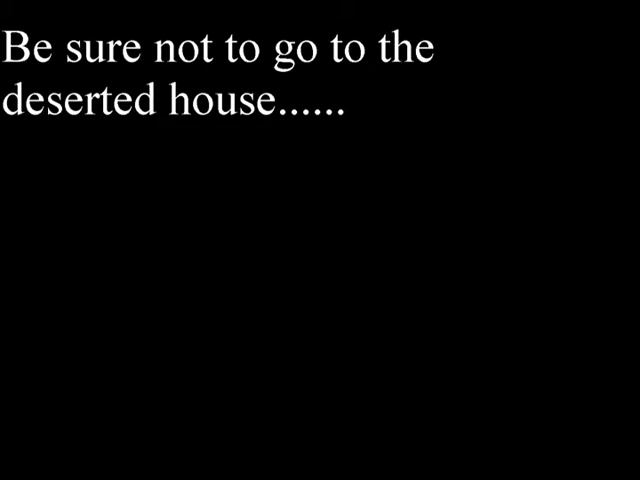 Be sure not to go to the
deserted house......